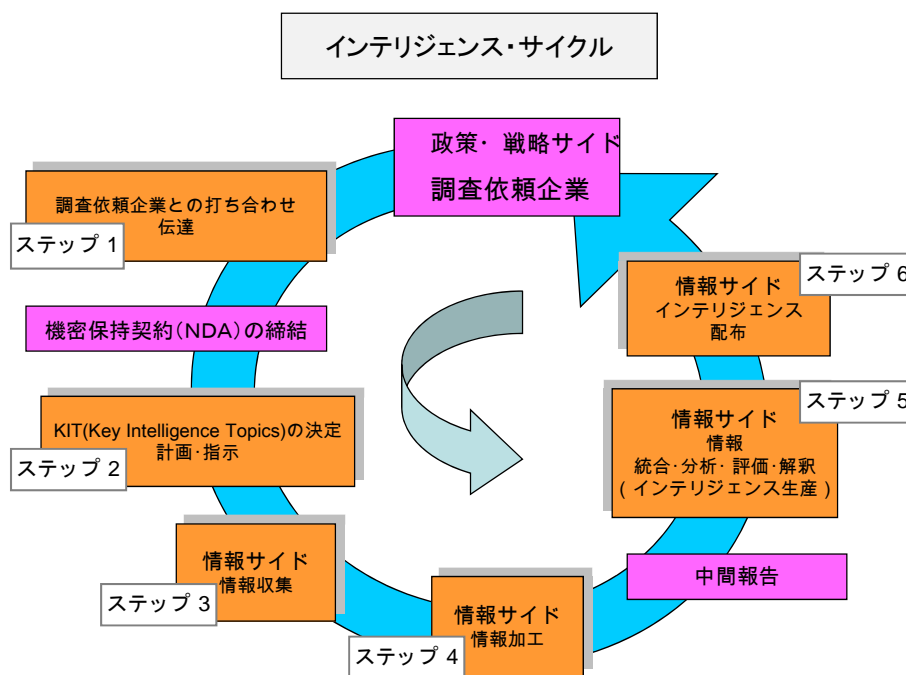 インテリジェンス・サイクル
政策・ 戦略サイド
調査依頼企業
調査依頼企業との打ち合わせ
伝達
ステップ 1
機密保持契約(NDA)の締結
KIT(Key Intelligence Topics)の決定
計画・指示
ステップ 2
情報サイド
情報収集
ステップ 3
情報サイド
情報加工
ステップ 4
中間報告
情報サイド
情報
統合・分析・ 評価・解釈
( インテリジェンス生産 )
ステップ 5
情報サイド
インテリジェンス
配布
ステップ 6